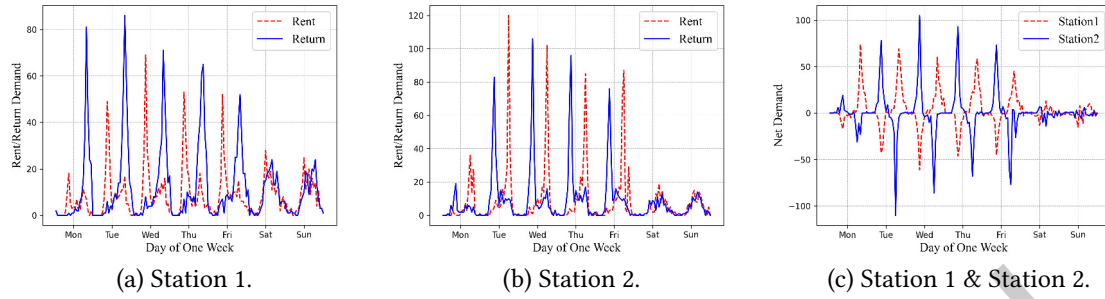 Rent
Return
80
60
40
20
0
Rent/Return Demand
Mon Tue Wed Thu Fri Sat Sun
Day of One Week
(a) Station 1.
Rent
Return
120
100
80
60
40
20
0
Rent/Return Demand
Mon Tue Wed Thu Fri Sat Sun
Day of One Week
(b) Station 2.
Station1
Station2
100
50
0
−50
−100
Net Demand
Mon Tue Wed Thu Fri Sat Sun
Day of One Week
(c) Station 1 & Station 2.